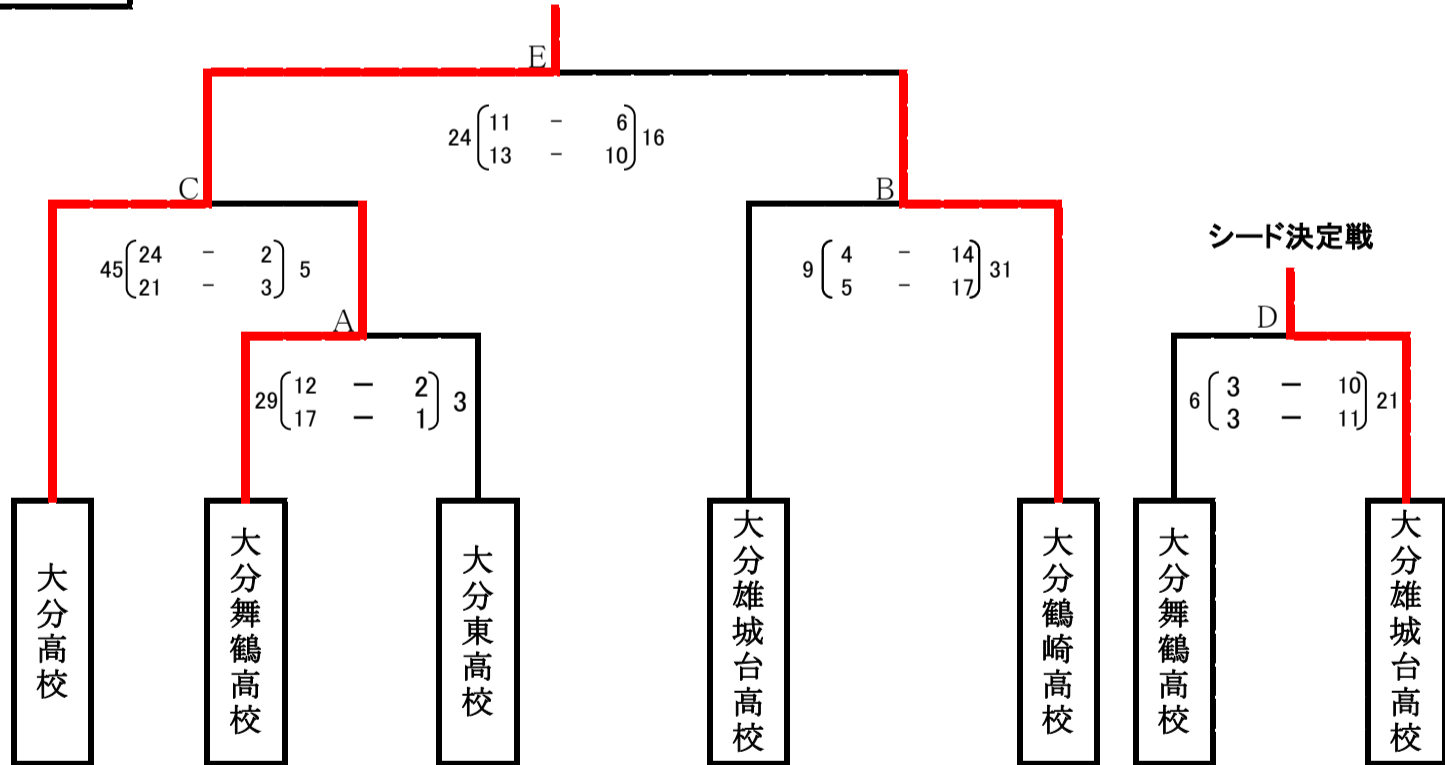 E
24 11 - 6 16
13 - 10
C
B
45 24 - 2 5
21 - 3
9 4 - 14 31
5 - 17
シード決定戦
A
D
29 12 - 2 3
17 - 1
6 3 - 10 21
3 - 11
大分高校
大分舞鶴高校
大分東高校
大分雄城台高校
大分鶴崎高校
大分舞鶴高校
大分雄城台高校